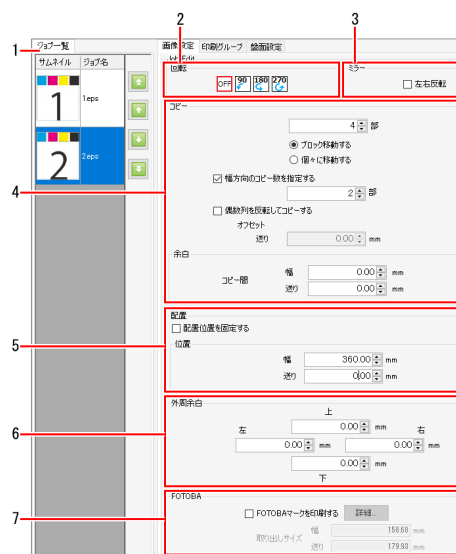 2
3
1
ジョブ一覧
画像設定 印刷グループ 盤面設定
サムネイル ジョブ名
Job Edit
回転
ミラー
OFF 90 180 270
左右反転
1
1.eps
2
2.eps
4
コピー
4 部
ブロック移動する
個々に移動する
幅方向のコピー数を指定する
2 部
偶数列を反転してコピーする
オフセット
送り 0.00 mm
余白
コピー間
幅 0.00 mm
送り 0.00 mm
5
配置
配置位置を固定する
位置
幅 360.00 mm
送り 0.00 mm
6
外周余白
上
左 0.00 mm 右
0.00 mm 0.00 mm
0.00 mm
下
7
FOTOBA
FOTOBAマークを印刷する 詳細...
取り出しサイズ
幅 158.68 mm
送り 179.93 mm